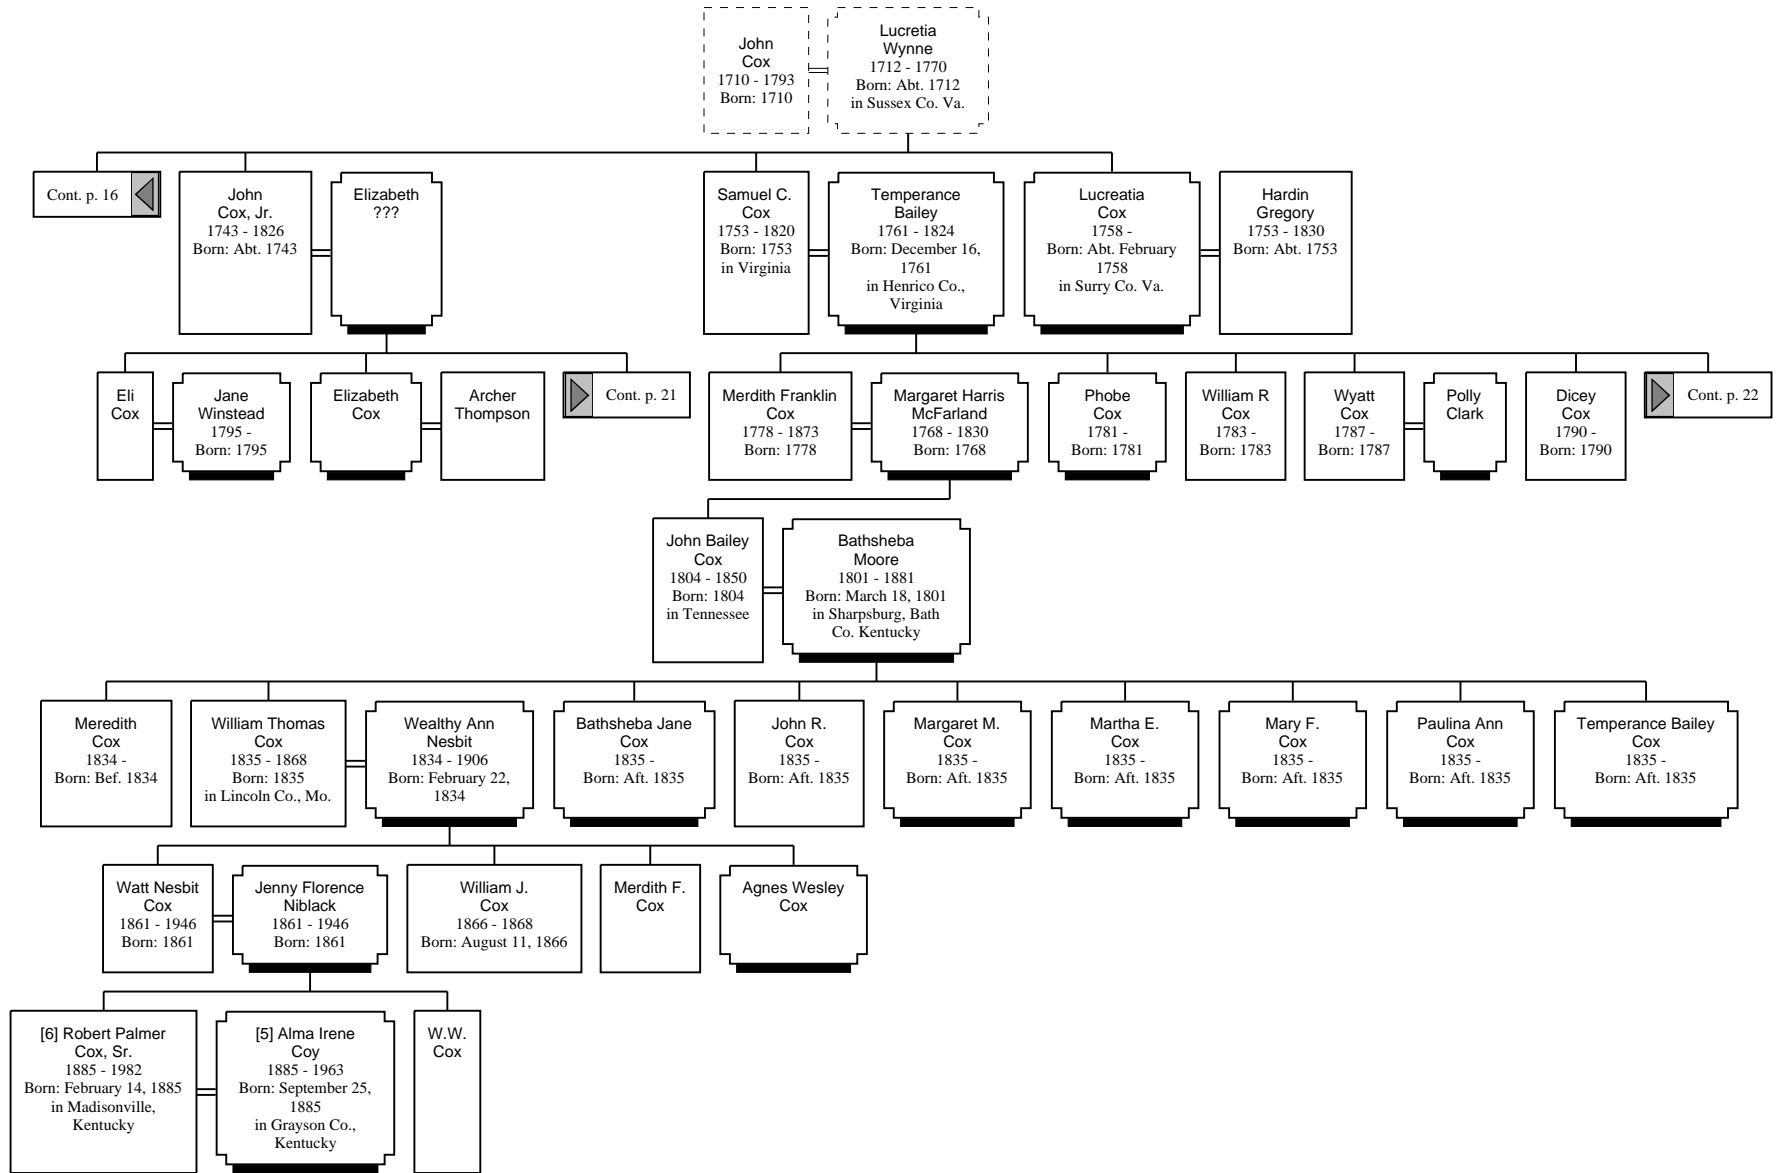 John
Cox
1710 - 1793
Born: 1710
Lucretia
Wynne
1712 - 1770
Born: Abt. 1712
in Sussex Co. Va.
Cont. p. 16
John
Cox, Jr.
1743 - 1826
Born: Abt. 1743
Elizabeth
???
Samuel C.
Cox
1753 - 1820
Born: 1753
in Virginia
Temperance
Bailey
1761 - 1824
Born: December 16,
1761
in Henrico Co.,
Virginia
Lucreatia
Cox
1758 -
Born: Abt. February
1758
in Surry Co. Va.
Hardin
Gregory
1753 - 1830
Born: Abt. 1753
Eli
Cox
Jane
Winstead
1795 -
Born: 1795
Elizabeth
Cox
Archer
Thompson
Cont. p. 21
Merdith Franklin
Cox
1778 - 1873
Born: 1778
Margaret Harris
McFarland
1768 - 1830
Born: 1768
Phobe
Cox
1781 -
Born: 1781
William R
Cox
1783 -
Born: 1783
Wyatt
Cox
1787 -
Born: 1787
Polly
Clark
Dicey
Cox
1790 -
Born: 1790
Cont. p. 22
John Bailey
Cox
1804 - 1850
Born: 1804
in Tennessee
Bathsheba
Moore
1801 - 1881
Born: March 18, 1801
in Sharpsburg, Bath
Co. Kentucky
Meredith
Cox
1834 -
Born: Bef. 1834
William Thomas
Cox
1835 - 1868
Born: 1835
in Lincoln Co., Mo.
Wealthy Ann
Nesbit
1834 - 1906
Born: February 22,
1834
Bathsheba Jane
Cox
1835 -
Born: Aft. 1835
John R.
Cox
1835 -
Born: Aft. 1835
Margaret M.
Cox
1835 -
Born: Aft. 1835
Martha E.
Cox
1835 -
Born: Aft. 1835
Mary F.
Cox
1835 -
Born: Aft. 1835
Paulina Ann
Cox
1835 -
Born: Aft. 1835
Temperance Bailey
Cox
1835 -
Born: Aft. 1835
Watt Nesbit
Cox
1861 - 1946
Born: 1861
Jenny Florence
Niblack
1861 - 1946
Born: 1861
William J.
Cox
1866 - 1868
Born: August 11, 1866
Merdith F.
Cox
Agnes Wesley
Cox
[6] Robert Palmer
Cox, Sr.
1885 - 1982
Born: February 14, 1885
in Madisonville,
Kentucky
[5] Alma Irene
Coy
1885 - 1963
Born: September 25,
1885
in Grayson Co.,
Kentucky
W.W.
Cox